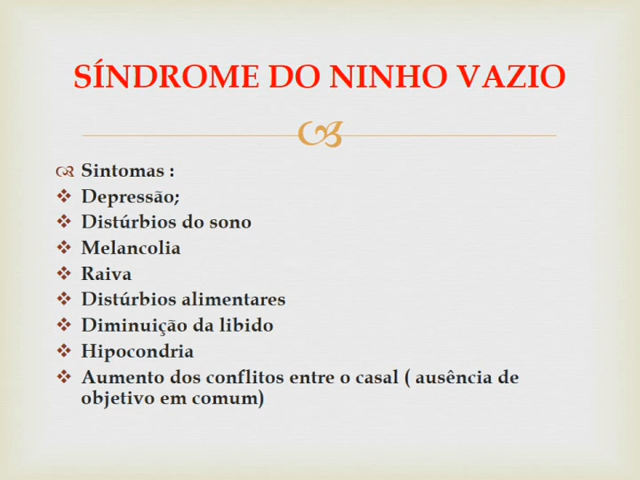 SÍNDROME DO NINHO VAZIO
Sintomas :
Depressão;
Distúrbios do sono
Melancolia
Raiva
Distúrbios alimentares
Diminuição da libido
Hipocondria
Aumento dos conflitos entre o casal ( ausência de
objetivo em comum)